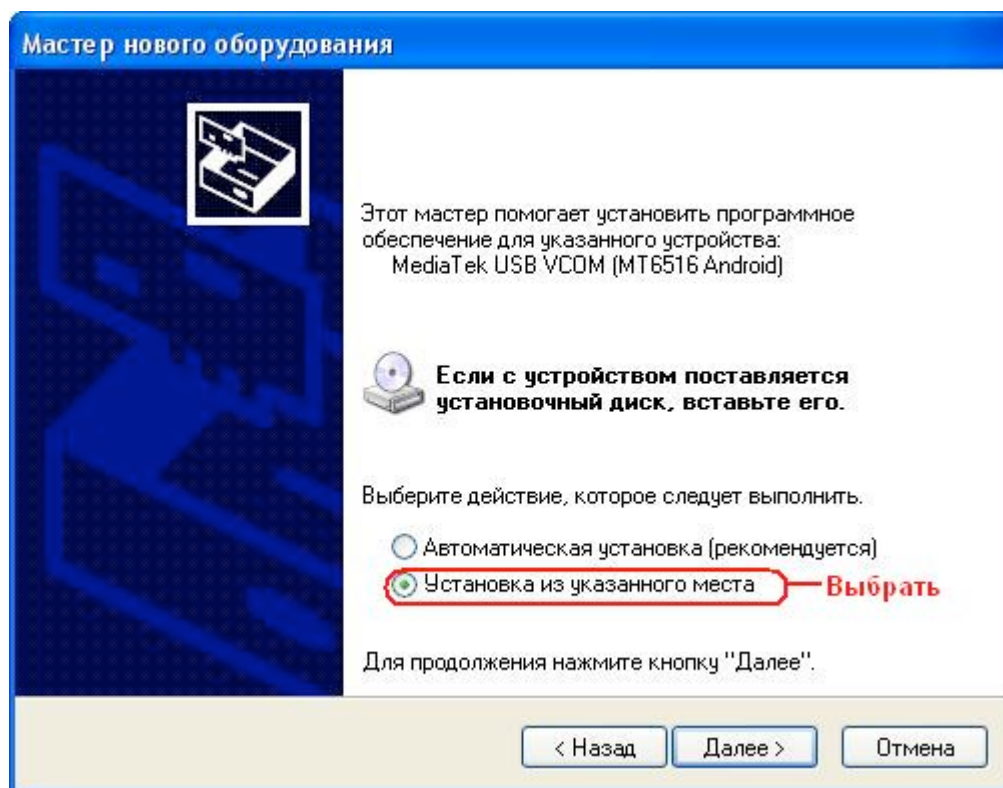 Мастер нового оборудования
Этот мастер помогает установить программное
обеспечение для указанного устройства:
MediaTek USB VCOM (MT6516 Android)
Если с устройством поставляется
установочный диск, вставьте его.
Выберите действие, которое следует выполнить.
Автоматическая установка (рекомендуется)
Установка из указанного места Выбрать
Для продолжения нажмите кнопку "Далее".
< Назад Далее > Отмена